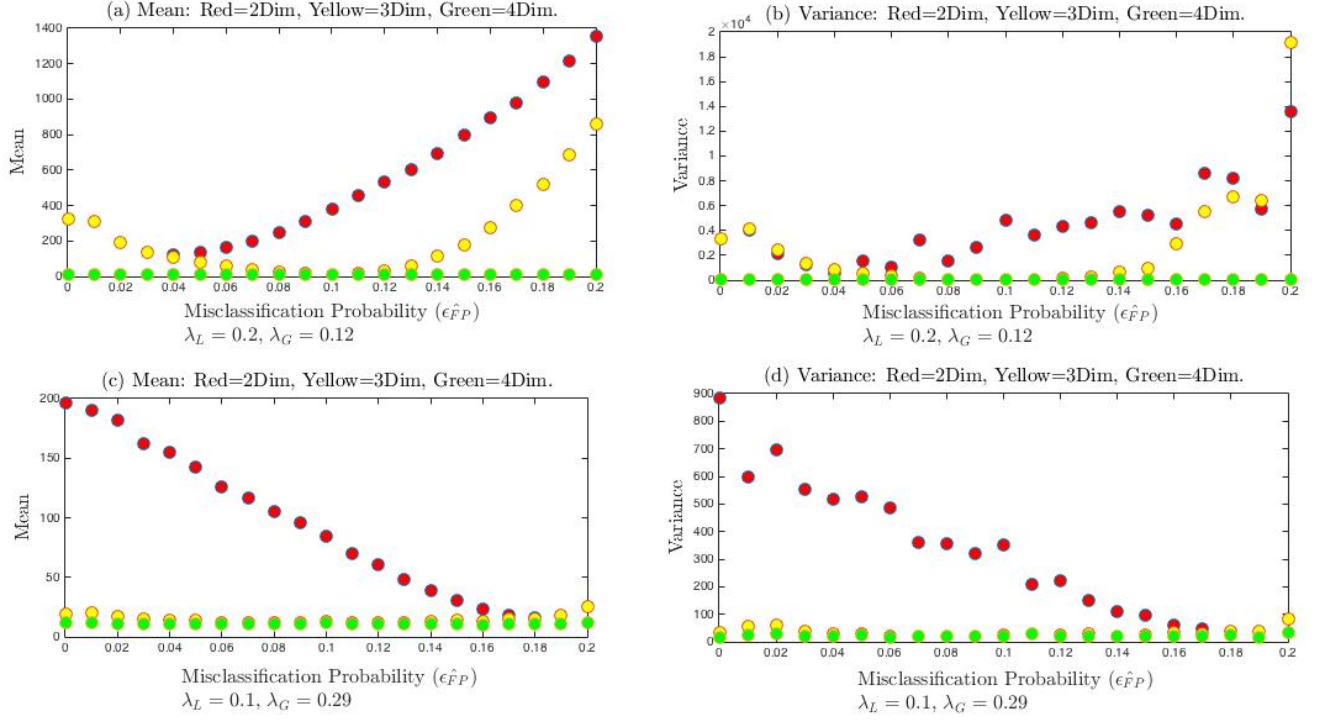 (a) Mean: Red=2Dim, Yellow=3Dim, Green=4Dim.
1400
1200
1000
800
600
400
200
0
Mean
0 0.02 0.04 0.06 0.08 0.1 0.12 0.14 0.16 0.18 0.2
Misclassification Probability (ϵ_{F̂P})
λ_L = 0.2, λ_G = 0.12
(b) Variance: Red=2Dim, Yellow=3Dim, Green=4Dim.
×10⁴
2
1.8
1.6
1.4
1.2
1
0.8
0.6
0.4
0.2
0
Variance
0 0.02 0.04 0.06 0.08 0.1 0.12 0.14 0.16 0.18 0.2
Misclassification Probability (ϵ_{F̂P})
λ_L = 0.2, λ_G = 0.12
(c) Mean: Red=2Dim, Yellow=3Dim, Green=4Dim.
200
150
100
50
0
Mean
0 0.02 0.04 0.06 0.08 0.1 0.12 0.14 0.16 0.18 0.2
Misclassification Probability (ϵ_{F̂P})
λ_L = 0.1, λ_G = 0.29
(d) Variance: Red=2Dim, Yellow=3Dim, Green=4Dim.
900
800
700
600
500
400
300
200
100
0
Variance
0 0.02 0.04 0.06 0.08 0.1 0.12 0.14 0.16 0.18 0.2
Misclassification Probability (ϵ_{F̂P})
λ_L = 0.1, λ_G = 0.29